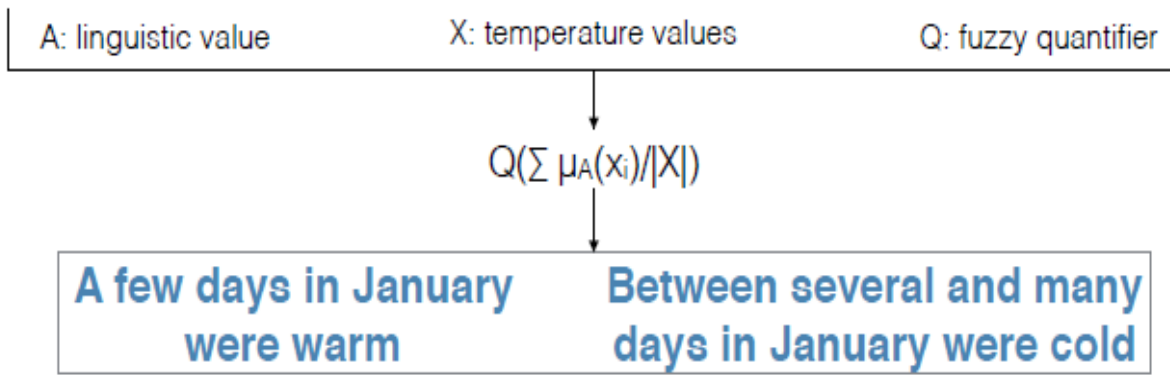 A: linguistic value
X: temperature values
Q: fuzzy quantifier
Q(∑ μA(xi)/|X|)
A few days in January
were warm
Between several and many
days in January were cold